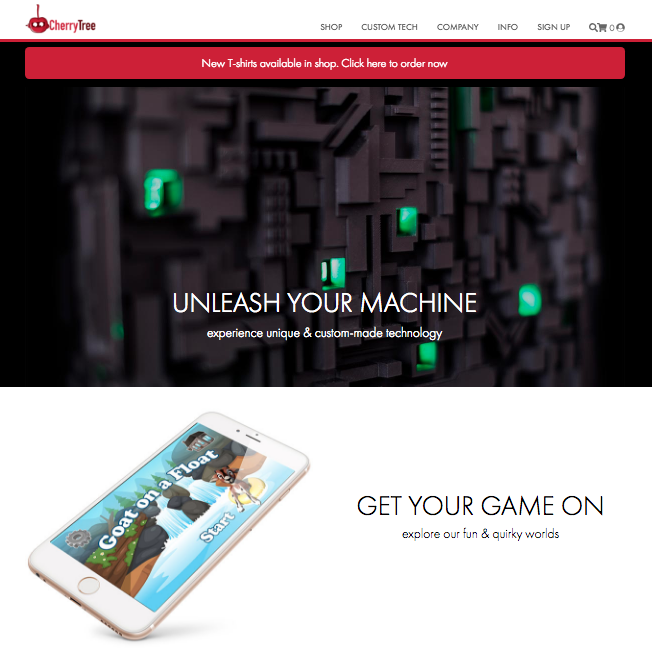 CherryTree
SHOP CUSTOM TECH COMPANY INFO SIGN UP 0
New T-shirts available in shop. Click here to order now
UNLEASH YOUR MACHINE
experience unique & custom-made technology
Goat on a Float
Start
GET YOUR GAME ON
explore our fun & quirky worlds